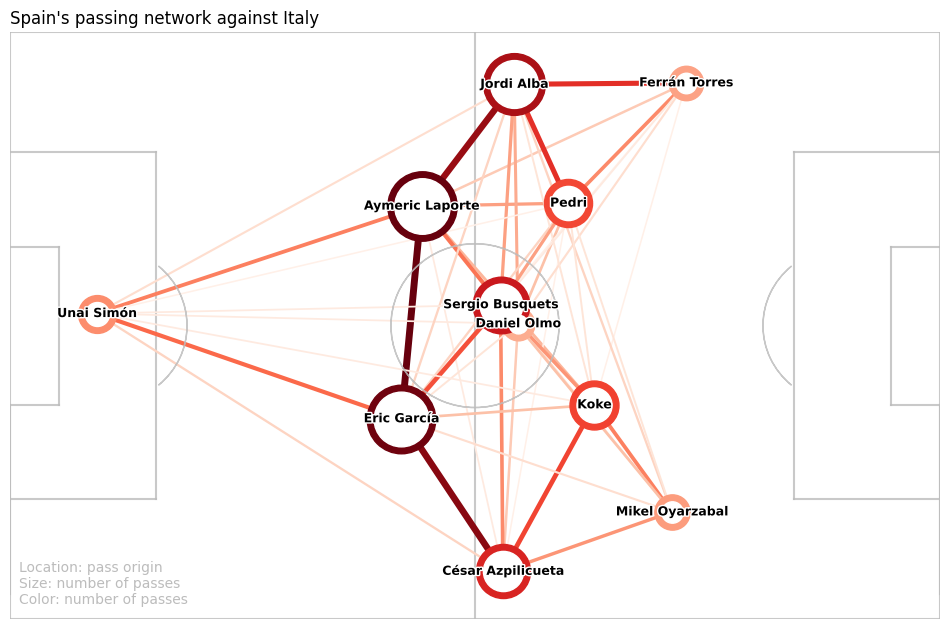 Spain's passing network against Italy
Jordi Alba
Ferrán Torres
Aymeric Laporte
Pedri
Sergio Busquets
Unai Simón
Daniel Olmo
Koke
Eric García
Mikel Oyarzabal
César Azpilicueta
Location: pass origin
Size: number of passes
Color: number of passes